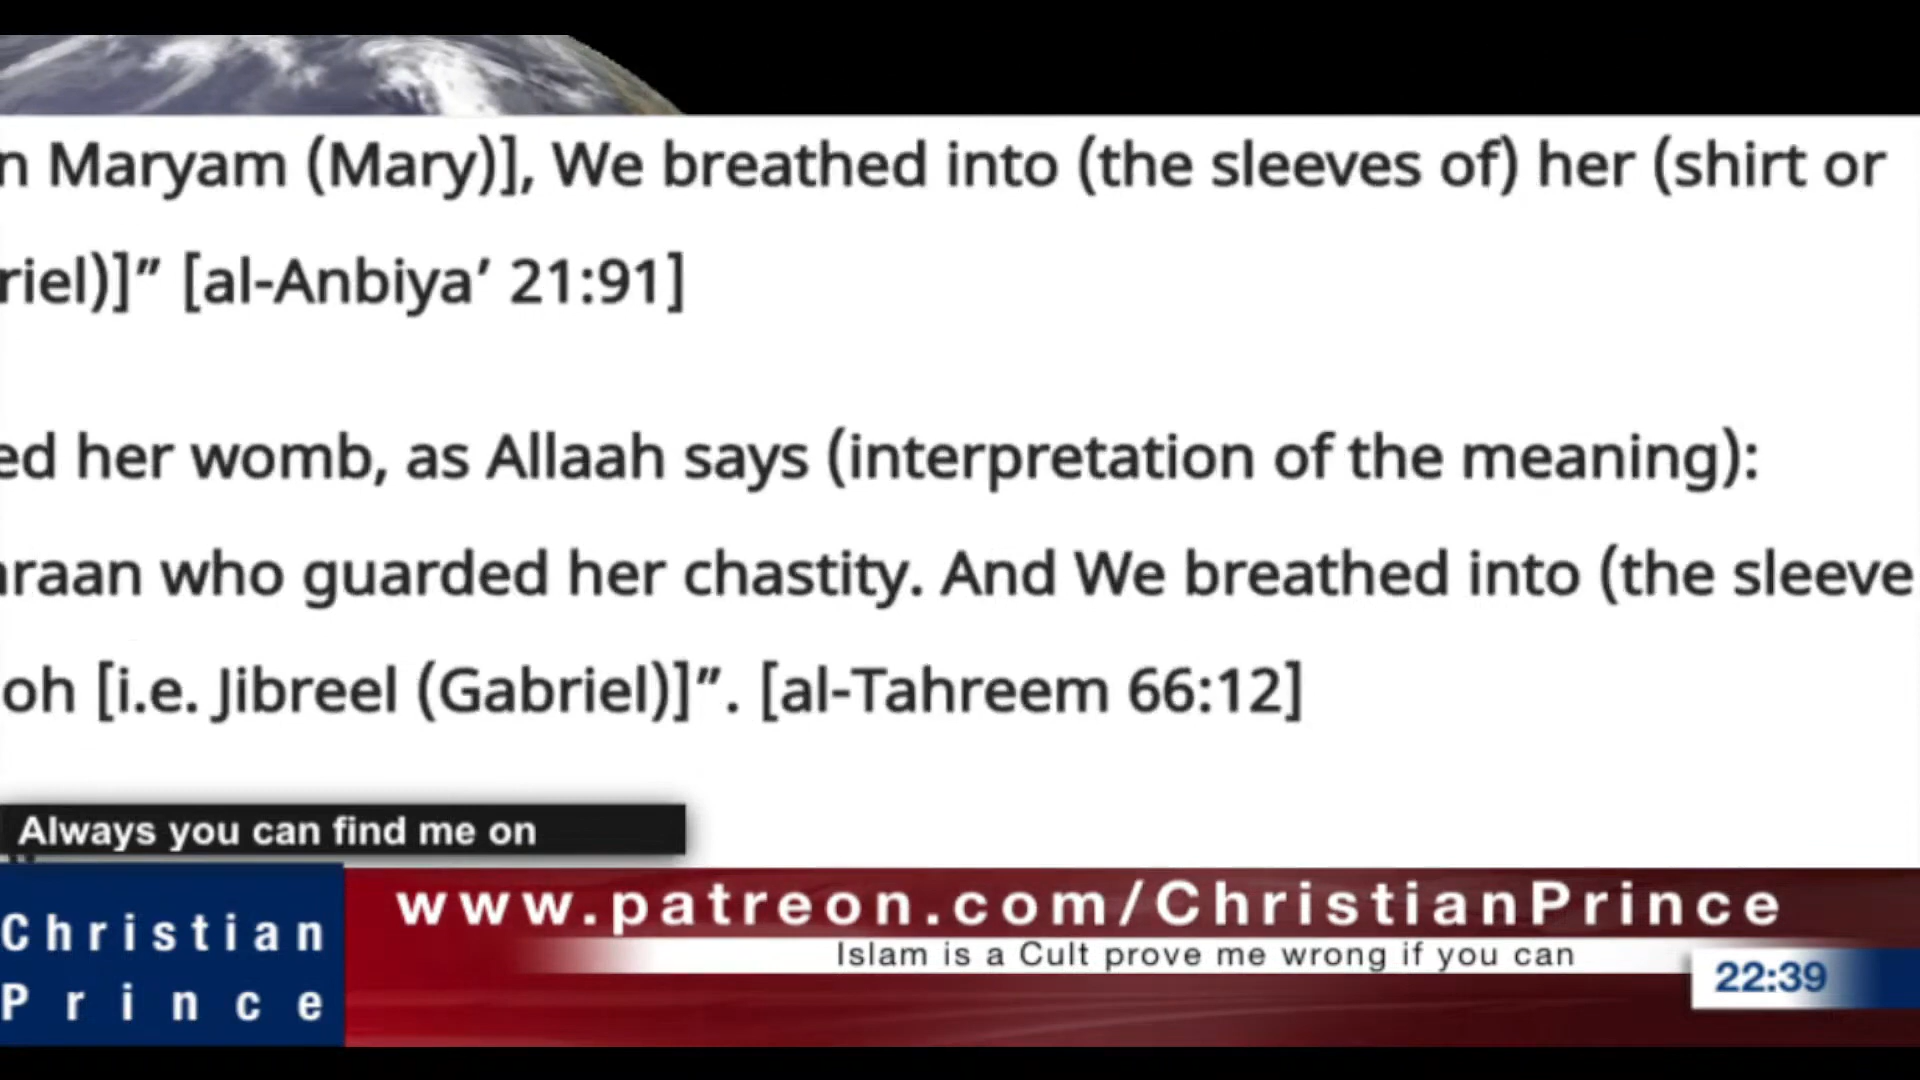 n Maryam (Mary)], We breathed into (the sleeves of) her (shirt or
riel)]” [al-Anbiya’ 21:91]
ed her womb, as Allaah says (interpretation of the meaning):
raan who guarded her chastity. And We breathed into (the sleeve
oh [i.e. Jibreel (Gabriel)]”. [al-Tahreem 66:12]
Always you can find me on
Christian
Prince
www.patreon.com/ChristianPrince
Islam is a Cult prove me wrong if you can
22:39